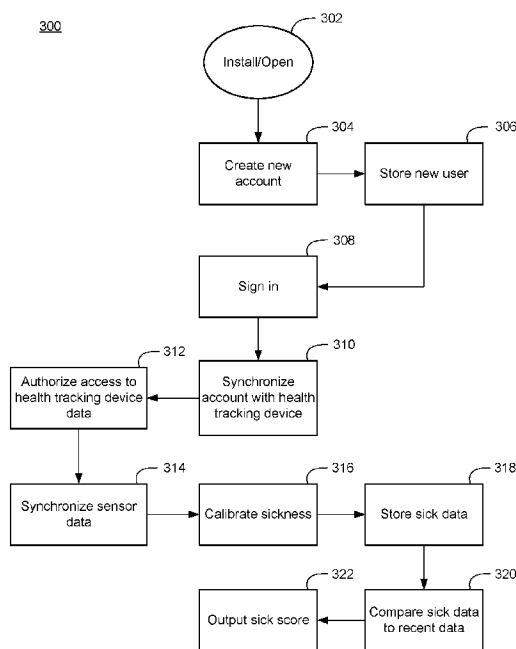 300
302
Install/Open
304
Create new
account
306
Store new user
308
Sign in
310
Synchronize
account with health
tracking device
312
Authorize access to
health tracking device
data
314
Synchronize sensor
data
316
Calibrate sickness
318
Store sick data
320
Compare sick data
to recent data
322
Output sick score